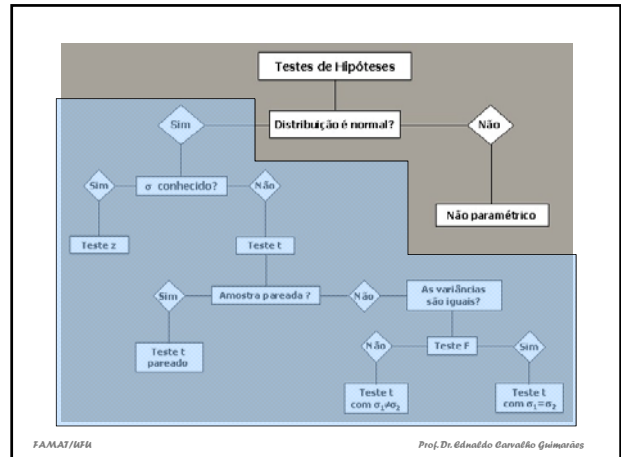 Testes de Hipóteses
Sim
Distribuição é normal?
Não
Sim
σ conhecido?
Não
Não paramétrico
Teste z
Teste t
Sim
Amostra pareada ?
Não
As variâncias
são iguais?
Teste t
pareado
Não
Teste F
Sim
Teste t
com σ₁≠σ₂
Teste t
com σ₁=σ₂
FAMAT/UFU
Prof. Dr. Ednaldo Carvalho Guimarães